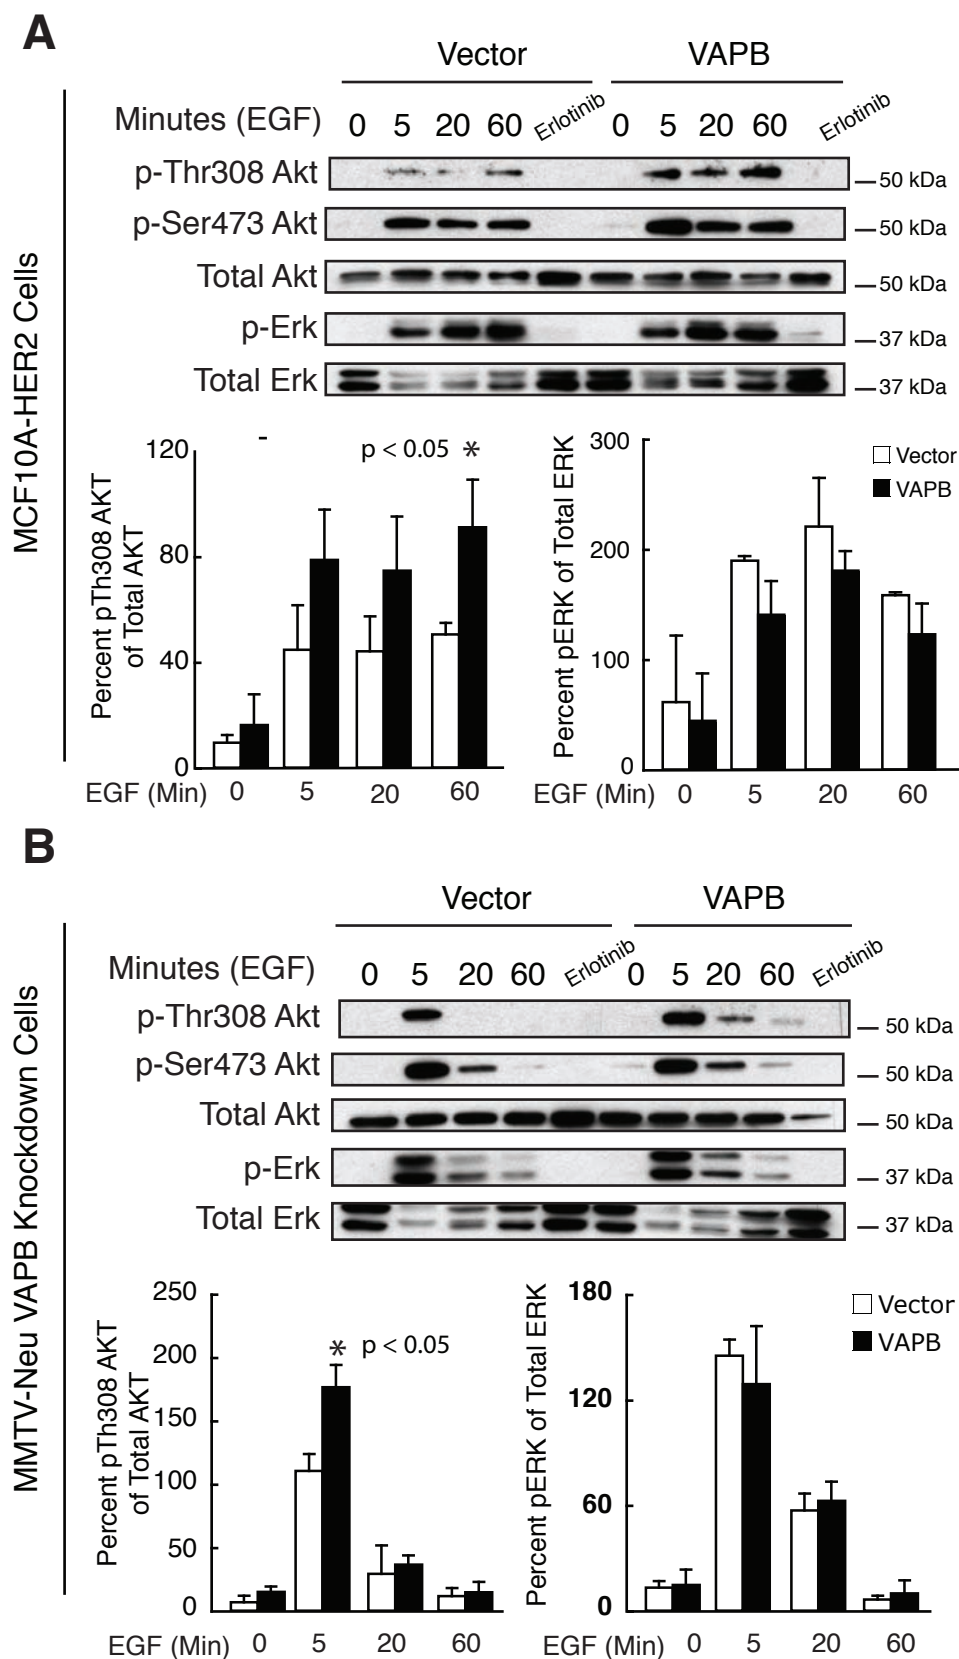 A
Vector VAPB
Minutes (EGF) 0 5 20 60 Erlotinib 0 5 20 60 Erlotinib
p-Thr308 Akt 50 kDa
p-Ser473 Akt 50 kDa
Total Akt 50 kDa
p-Erk 37 kDa
Total Erk 37 kDa
MCF10A-HER2 Cells
Percent pTh308 AKT
of Total AKT
120
80
40
0
-
p < 0.05 *
EGF (Min) 0 5 20 60
Percent pERK of Total ERK
300
200
100
0
Vector
VAPB
EGF (Min) 0 5 20 60
B
Vector VAPB
Minutes (EGF) 0 5 20 60 Erlotinib 0 5 20 60 Erlotinib
p-Thr308 Akt 50 kDa
p-Ser473 Akt 50 kDa
Total Akt 50 kDa
p-Erk 37 kDa
Total Erk 37 kDa
MMTV-Neu VAPB Knockdown Cells
Percent pTh308 AKT
of Total AKT
250
200
150
100
50
0
* p < 0.05
EGF (Min) 0 5 20 60
Percent pERK of Total ERK
180
120
60
0
Vector
VAPB
EGF (Min) 0 5 20 60